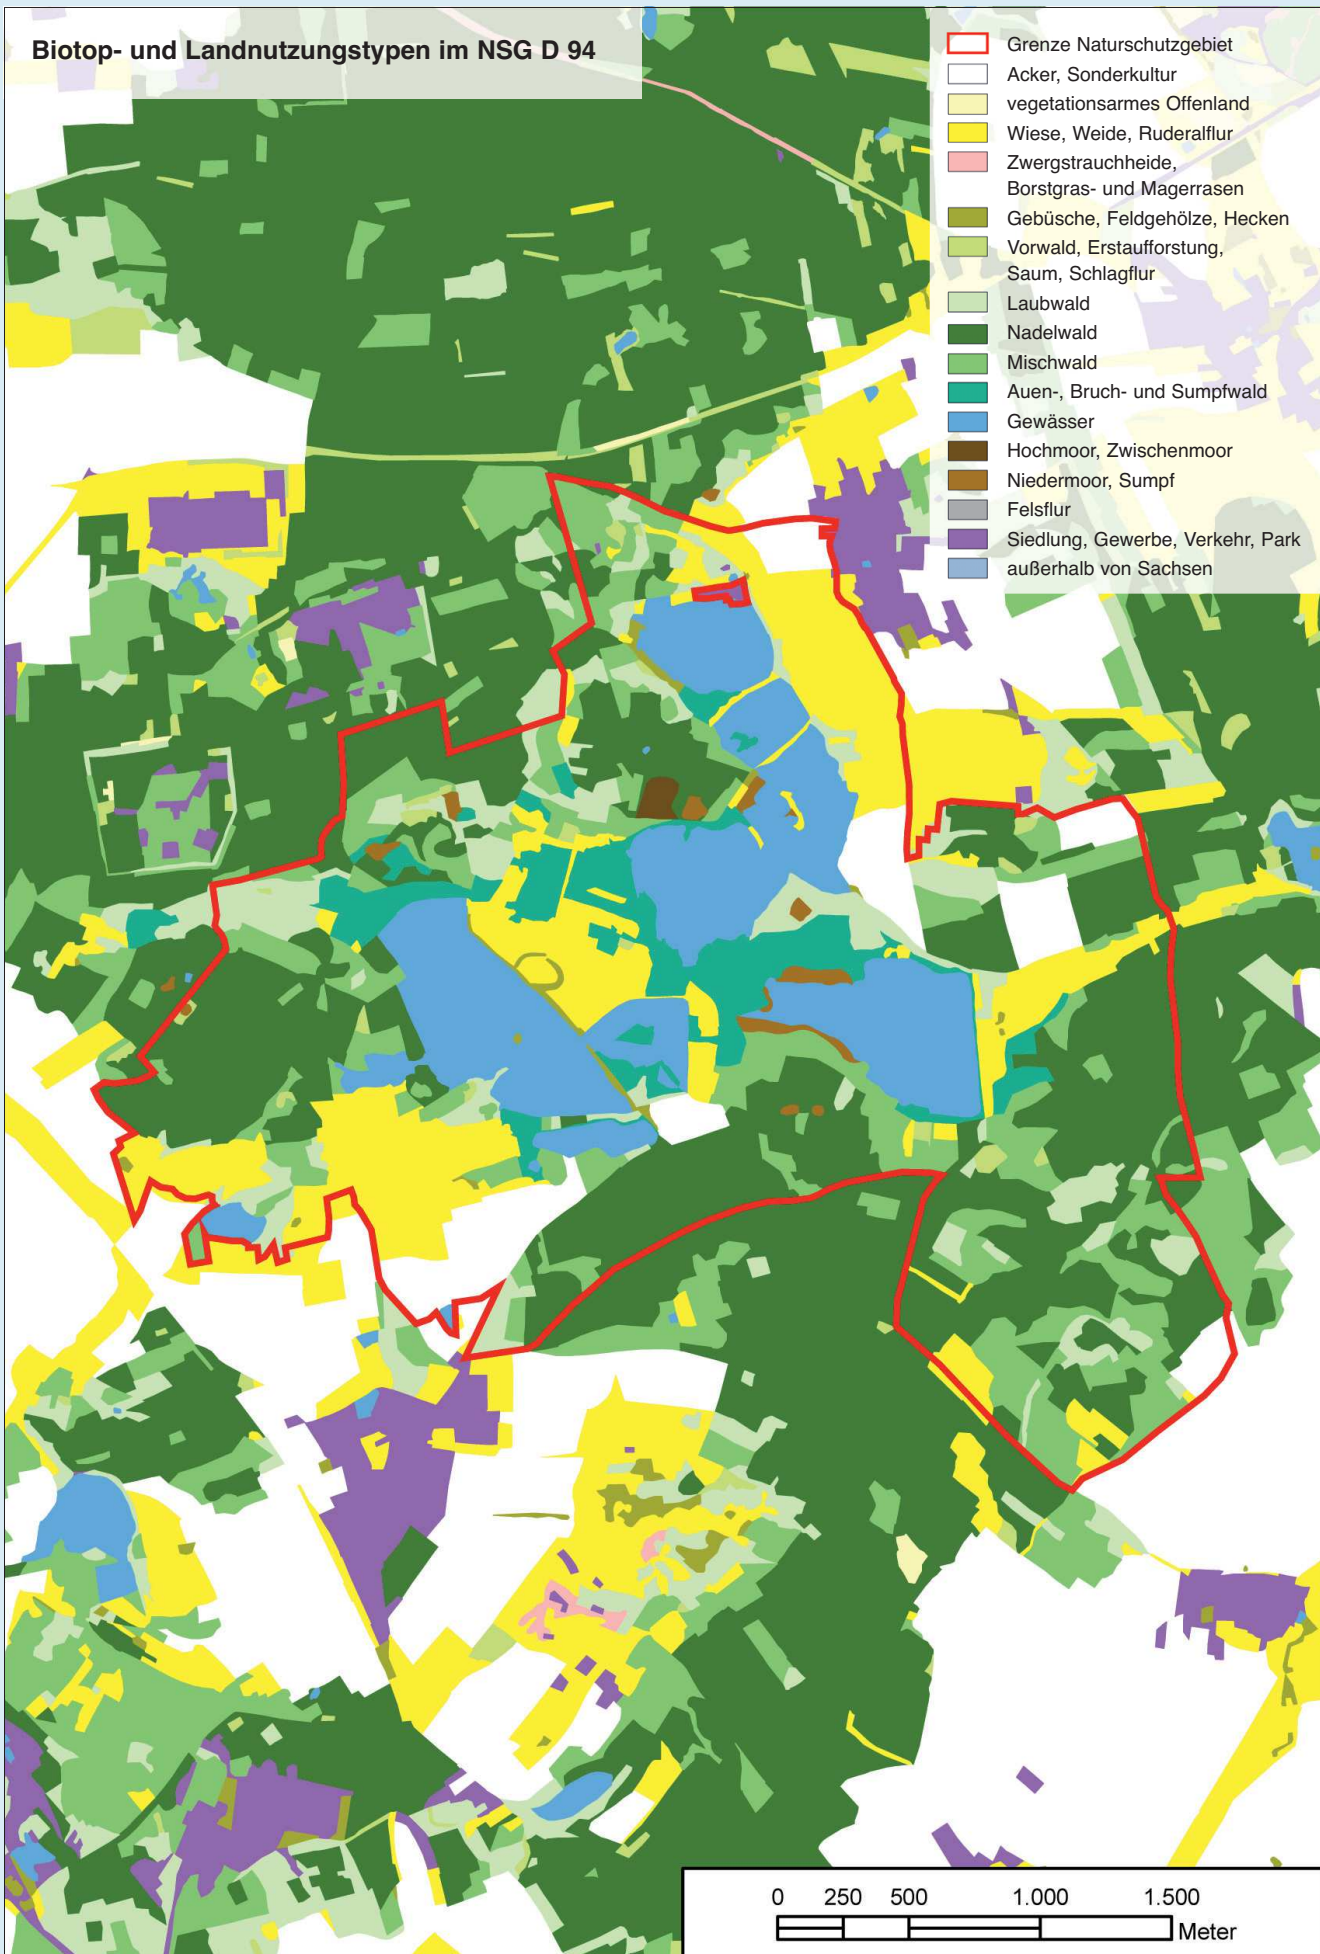 Biotop- und Landnutzungstypen im NSG D 94
Grenze Naturschutzgebiet
Acker, Sonderkultur
vegetationsarmes Offenland
Wiese, Weide, Ruderalflur
Zwergstrauchheide,
Borstgras- und Magerrasen
Gebüsche, Feldgehölze, Hecken
Vorwald, Erstaufforstung,
Saum, Schlagflur
Laubwald
Nadelwald
Mischwald
Auen-, Bruch- und Sumpfwald
Gewässer
Hochmoor, Zwischenmoor
Niedermoor, Sumpf
Felsflur
Siedlung, Gewerbe, Verkehr, Park
außerhalb von Sachsen
0 250 500 1.000 1.500
Meter